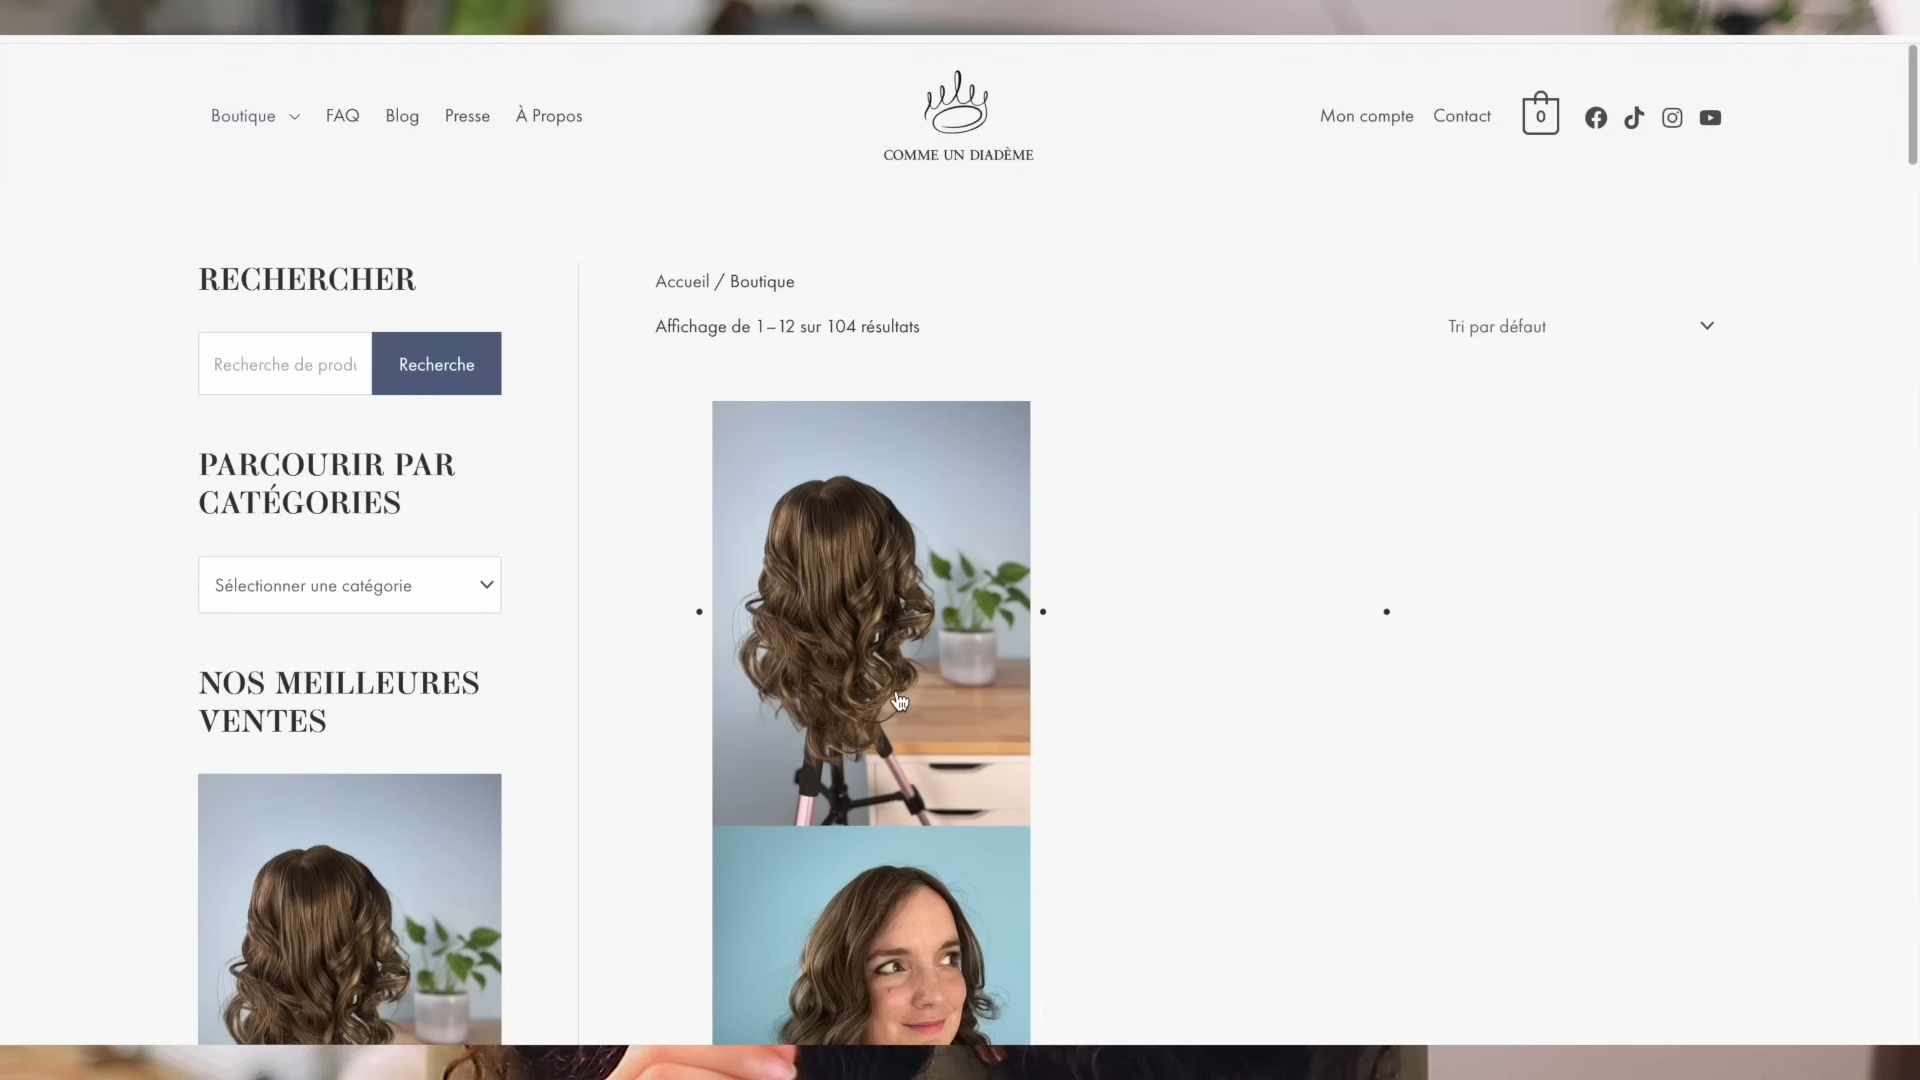 Boutique
FAQ
Blog
Presse
À Propos
COMME UN DIADÈME
Mon compte
Contact
0
RECHERCHER
Recherche de produ
Recherche
PARCOURIR PAR
CATÉGORIES
Sélectionner une catégorie
NOS MEILLEURES
VENTES
Accueil / Boutique
Affichage de 1–12 sur 104 résultats
Tri par défaut